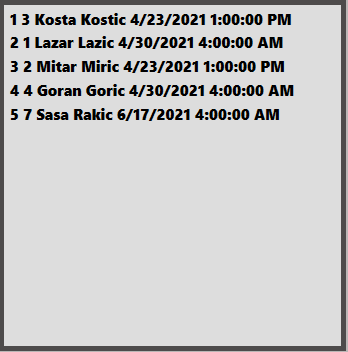 1 3 Kosta Kostic 4/23/2021 1:00:00 PM
2 1 Lazar Lazic 4/30/2021 4:00:00 AM
3 2 Mitar Miric 4/23/2021 1:00:00 PM
4 4 Goran Goric 4/30/2021 4:00:00 AM
5 7 Sasa Rakic 6/17/2021 4:00:00 AM